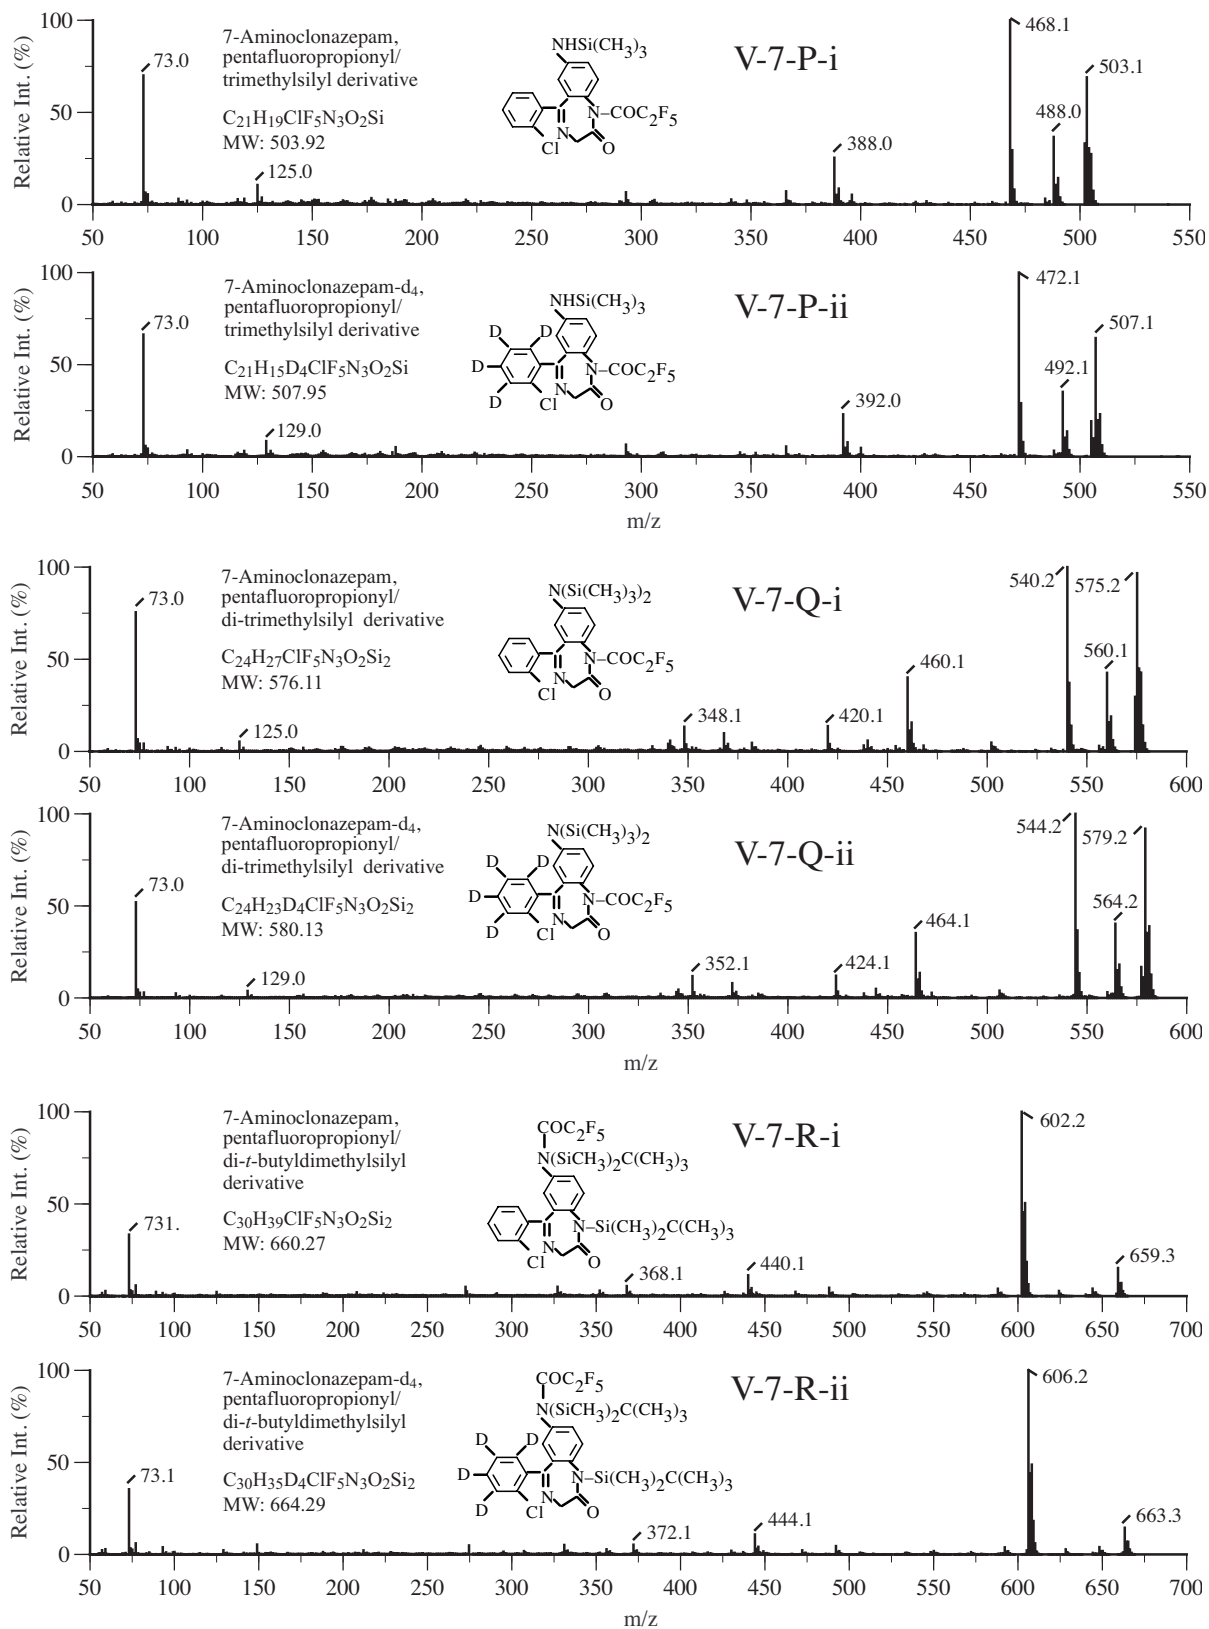 100
50
0
Relative Int. (%)
73.0
125.0
388.0
468.1
488.0
503.1
7-Aminoclonazepam,
pentafluoropropionyl/
trimethylsilyl derivative
C21H19ClF5N3O2Si
MW: 503.92
NHSi(CH3)3
N–COC2F5
N
Cl
O
V-7-P-i
50 100 150 200 250 300 350 400 450 500 550
100
50
0
Relative Int. (%)
73.0
129.0
392.0
472.1
492.1
507.1
7-Aminoclonazepam-d4,
pentafluoropropionyl/
trimethylsilyl derivative
C21H15D4ClF5N3O2Si
MW: 507.95
NHSi(CH3)3
D D
D
D
N–COC2F5
N
Cl
O
V-7-P-ii
50 100 150 200 250 300 350 400 450 500 550
m/z
100
50
0
Relative Int. (%)
73.0
125.0
348.1
420.1
460.1
540.2
560.1
575.2
7-Aminoclonazepam,
pentafluoropropionyl/
di-trimethylsilyl derivative
C24H27ClF5N3O2Si2
MW: 576.11
N(Si(CH3)3)2
N–COC2F5
N
Cl
O
V-7-Q-i
50 100 150 200 250 300 350 400 450 500 550 600
100
50
0
Relative Int. (%)
73.0
129.0
352.1
424.1
464.1
544.2
564.2
579.2
7-Aminoclonazepam-d4,
pentafluoropropionyl/
di-trimethylsilyl derivative
C24H23D4ClF5N3O2Si2
MW: 580.13
N(Si(CH3)3)2
D D
D
D
N–COC2F5
N
Cl
O
V-7-Q-ii
50 100 150 200 250 300 350 400 450 500 550 600
m/z
100
50
0
Relative Int. (%)
731.
368.1
440.1
602.2
659.3
7-Aminoclonazepam,
pentafluoropropionyl/
di-t-butyldimethylsilyl
derivative
C30H39ClF5N3O2Si2
MW: 660.27
COC2F5
N(SiCH3)2C(CH3)3
N–Si(CH3)2C(CH3)3
N
Cl
O
V-7-R-i
50 100 150 200 250 300 350 400 450 500 550 600 650 700
100
50
0
Relative Int. (%)
73.1
372.1
444.1
606.2
663.3
7-Aminoclonazepam-d4,
pentafluoropropionyl/
di-t-butyldimethylsilyl
derivative
C30H35D4ClF5N3O2Si2
MW: 664.29
COC2F5
N(SiCH3)2C(CH3)3
D D
D
D
N–Si(CH3)2C(CH3)3
N
Cl
O
V-7-R-ii
50 100 150 200 250 300 350 400 450 500 550 600 650 700
m/z